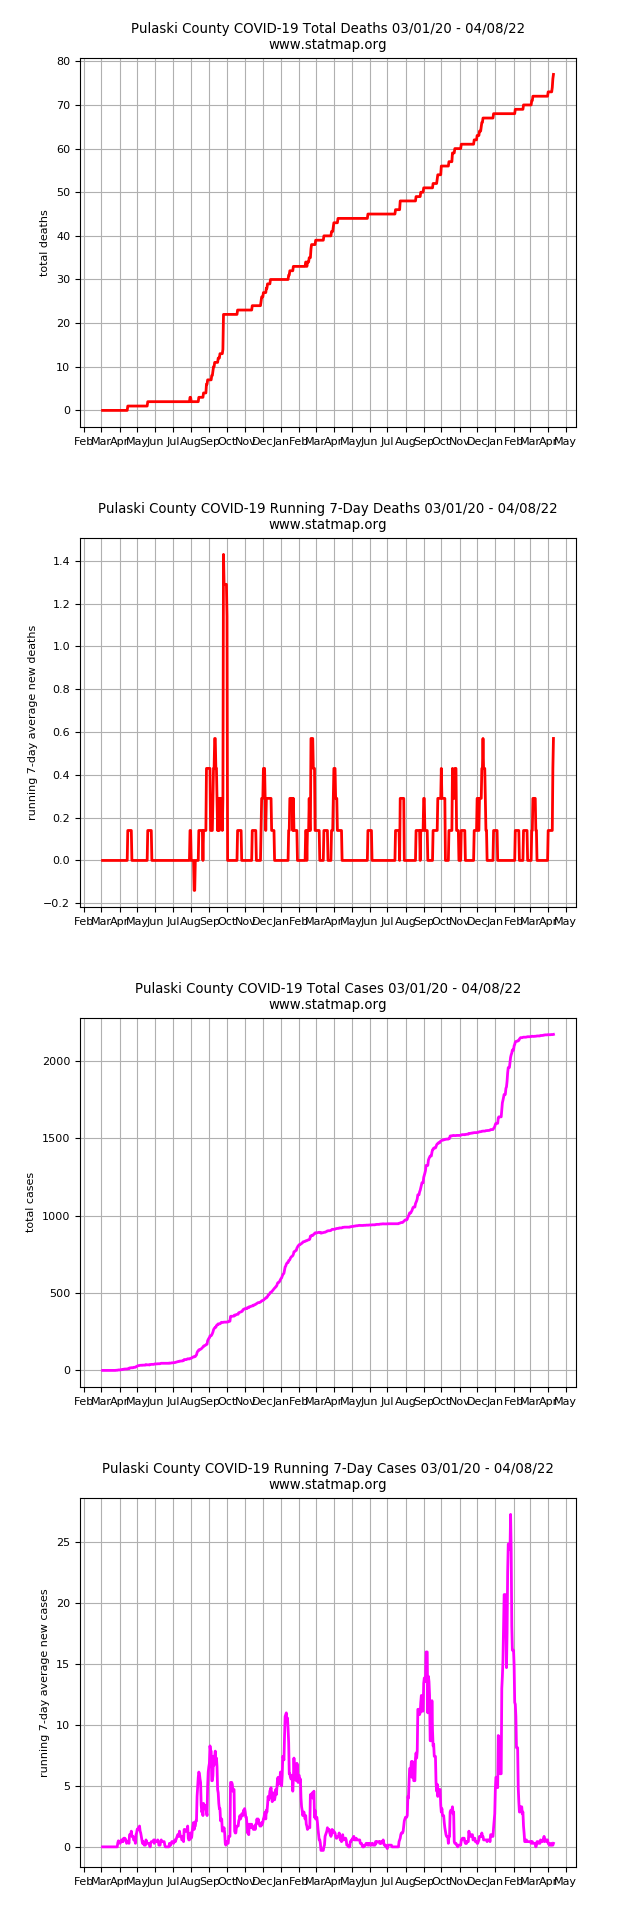 Pulaski County COVID-19 Total Deaths 03/01/20 - 04/08/22
www.statmap.org
80
70
60
50
40
30
20
10
0
total deaths
Feb Mar Apr May Jun Jul Aug Sep Oct Nov Dec Jan Feb Mar Apr May Jun Jul Aug Sep Oct Nov Dec Jan Feb Mar Apr May
Pulaski County COVID-19 Running 7-Day Deaths 03/01/20 - 04/08/22
www.statmap.org
1.4
1.2
1.0
0.8
0.6
0.4
0.2
0.0
−0.2
running 7-day average new deaths
Feb Mar Apr May Jun Jul Aug Sep Oct Nov Dec Jan Feb Mar Apr May Jun Jul Aug Sep Oct Nov Dec Jan Feb Mar Apr May
Pulaski County COVID-19 Total Cases 03/01/20 - 04/08/22
www.statmap.org
2000
1500
1000
500
0
total cases
Feb Mar Apr May Jun Jul Aug Sep Oct Nov Dec Jan Feb Mar Apr May Jun Jul Aug Sep Oct Nov Dec Jan Feb Mar Apr May
Pulaski County COVID-19 Running 7-Day Cases 03/01/20 - 04/08/22
www.statmap.org
25
20
15
10
5
0
running 7-day average new cases
Feb Mar Apr May Jun Jul Aug Sep Oct Nov Dec Jan Feb Mar Apr May Jun Jul Aug Sep Oct Nov Dec Jan Feb Mar Apr May